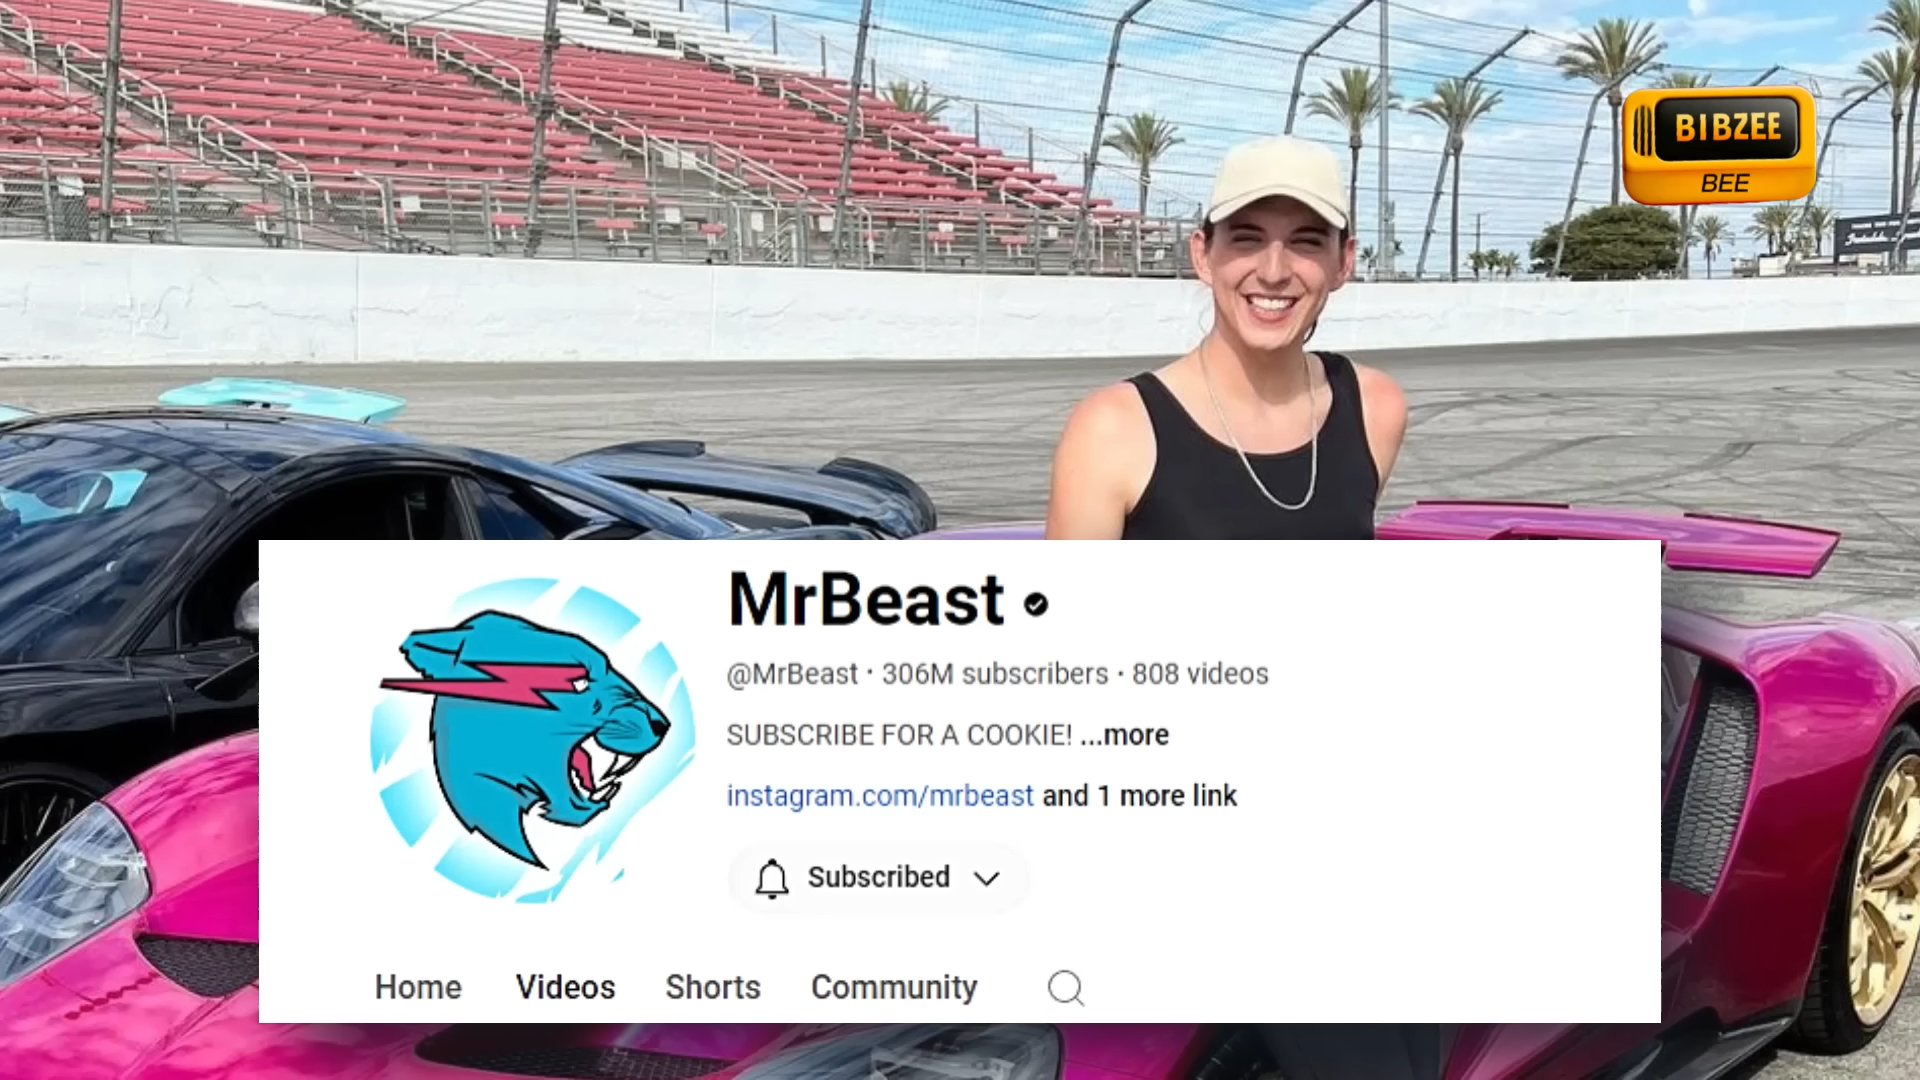 BIBZEE
BEE
MrBeast
@MrBeast · 306M subscribers · 808 videos
SUBSCRIBE FOR A COOKIE! ...more
instagram.com/mrbeast and 1 more link
Subscribed
Home Videos Shorts Community